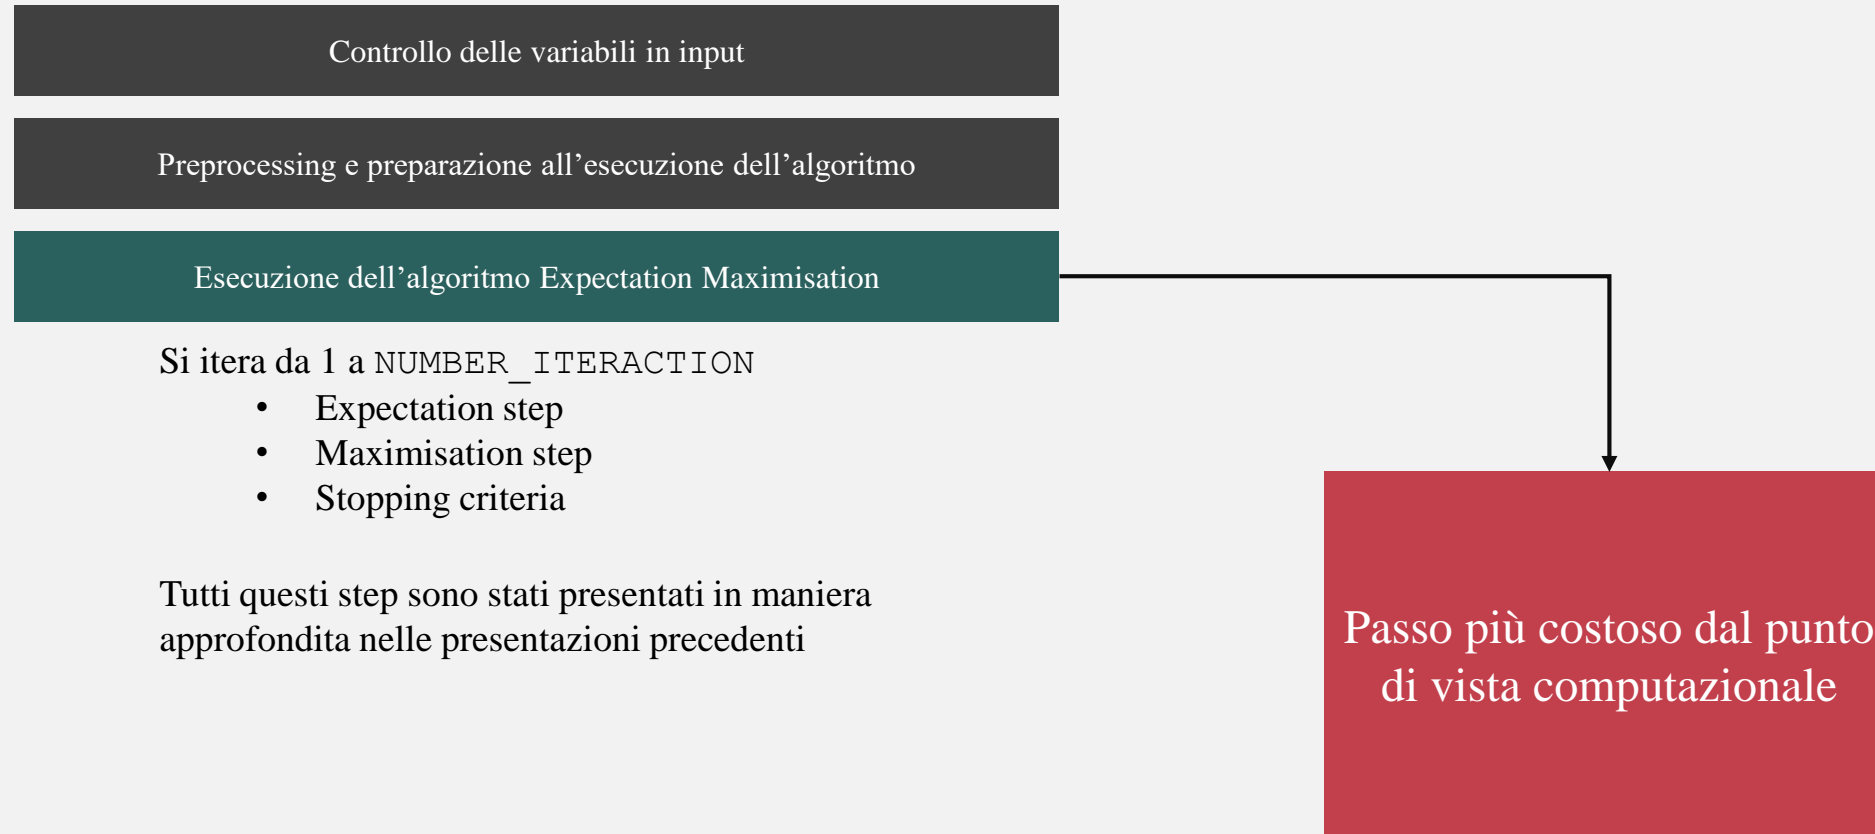 Controllo delle variabili in input
Preprocessing e preparazione all’esecuzione dell’algoritmo
Esecuzione dell’algoritmo Expectation Maximisation
Si itera da 1 a NUMBER_ITERACTION
• Expectation step
• Maximisation step
• Stopping criteria
Tutti questi step sono stati presentati in maniera
approfondita nelle presentazioni precedenti
Passo più costoso dal punto
di vista computazionale